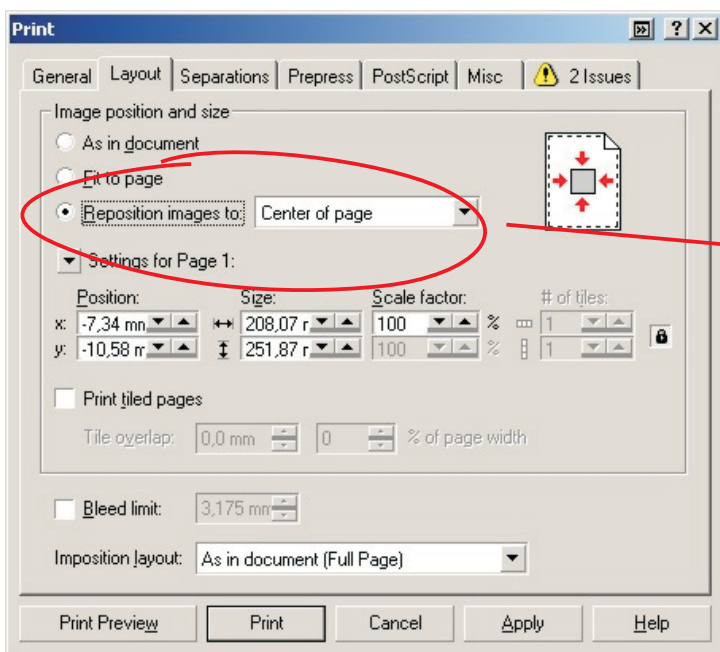 Print
General Layout Separations Prepress PostScript Misc 2 Issues
Image position and size
As in document
Fit to page
Reposition images to: Center of page
Settings for Page 1:
Position: Size: Scale factor: # of tiles:
x: -7,34 mm 208,07 r 100 % 1
y: -10,58 m 251,87 r 100 % 1
Print tiled pages
Tile overlap: 0,0 mm 0 % of page width
Bleed limit: 3,175 mm
Imposition layout: As in document (Full Page)
Print Preview Print Cancel Apply Help